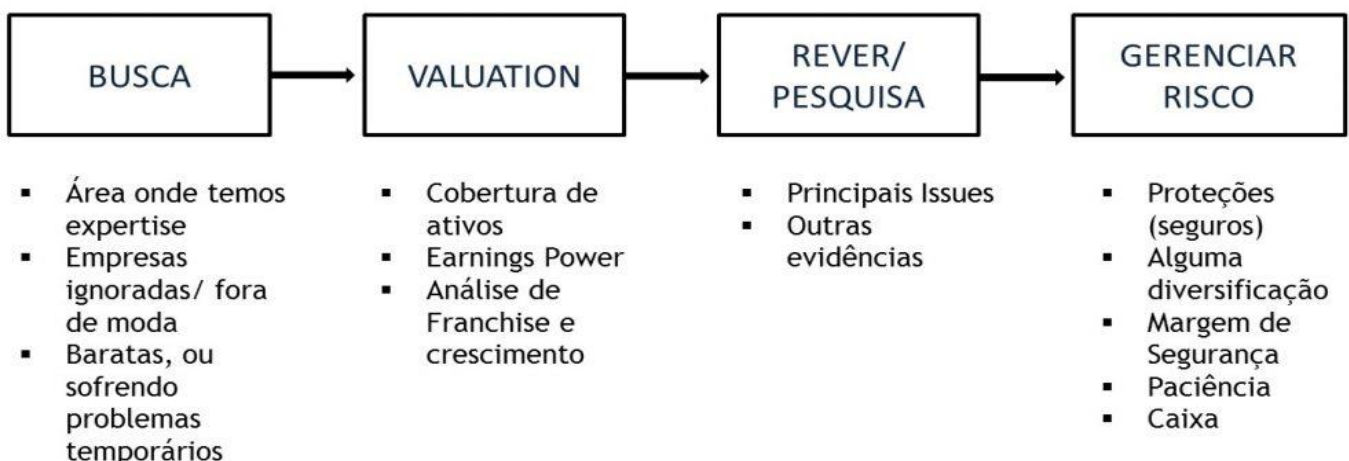 BUSCA
VALUATION
REVER/
PESQUISA
GERENCIAR
RISCO
▪ Área onde temos
expertise
▪ Empresas
ignoradas/ fora
de moda
▪ Baratas, ou
sofrendo
problemas
temporários
▪ Cobertura de
ativos
▪ Earnings Power
▪ Análise de
Franchise e
crescimento
▪ Principais Issues
▪ Outras
evidências
▪ Proteções
(seguros)
▪ Alguma
diversificação
▪ Margem de
Segurança
▪ Paciência
▪ Caixa